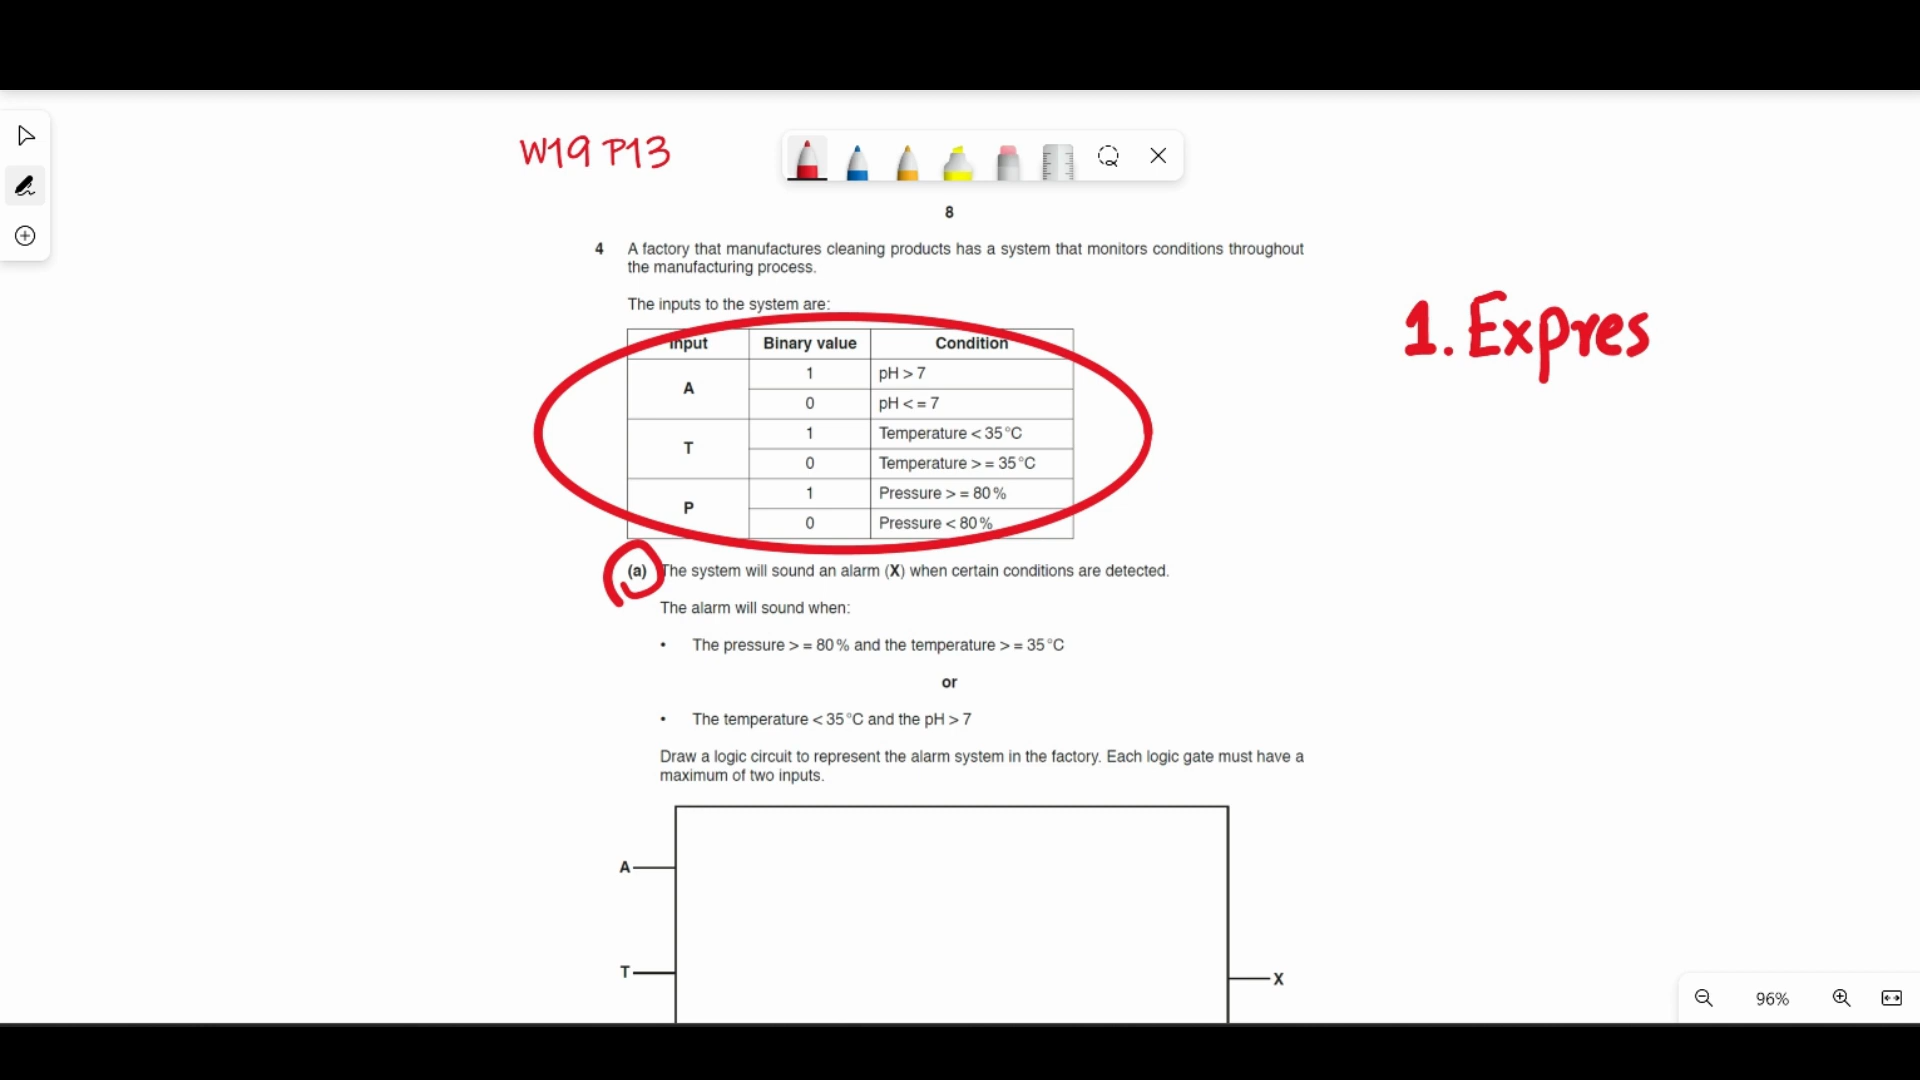 W19 P13
8
4 A factory that manufactures cleaning products has a system that monitors conditions throughout
the manufacturing process.
The inputs to the system are:
Input Binary value Condition
A 1 pH > 7
0 pH < = 7
T 1 Temperature < 35 °C
0 Temperature > = 35 °C
P 1 Pressure > = 80 %
0 Pressure < 80 %
1. Expres
(a) The system will sound an alarm (X) when certain conditions are detected.
The alarm will sound when:
• The pressure > = 80 % and the temperature > = 35 °C
or
• The temperature < 35 °C and the pH > 7
Draw a logic circuit to represent the alarm system in the factory. Each logic gate must have a
maximum of two inputs.
A
T
X
96%